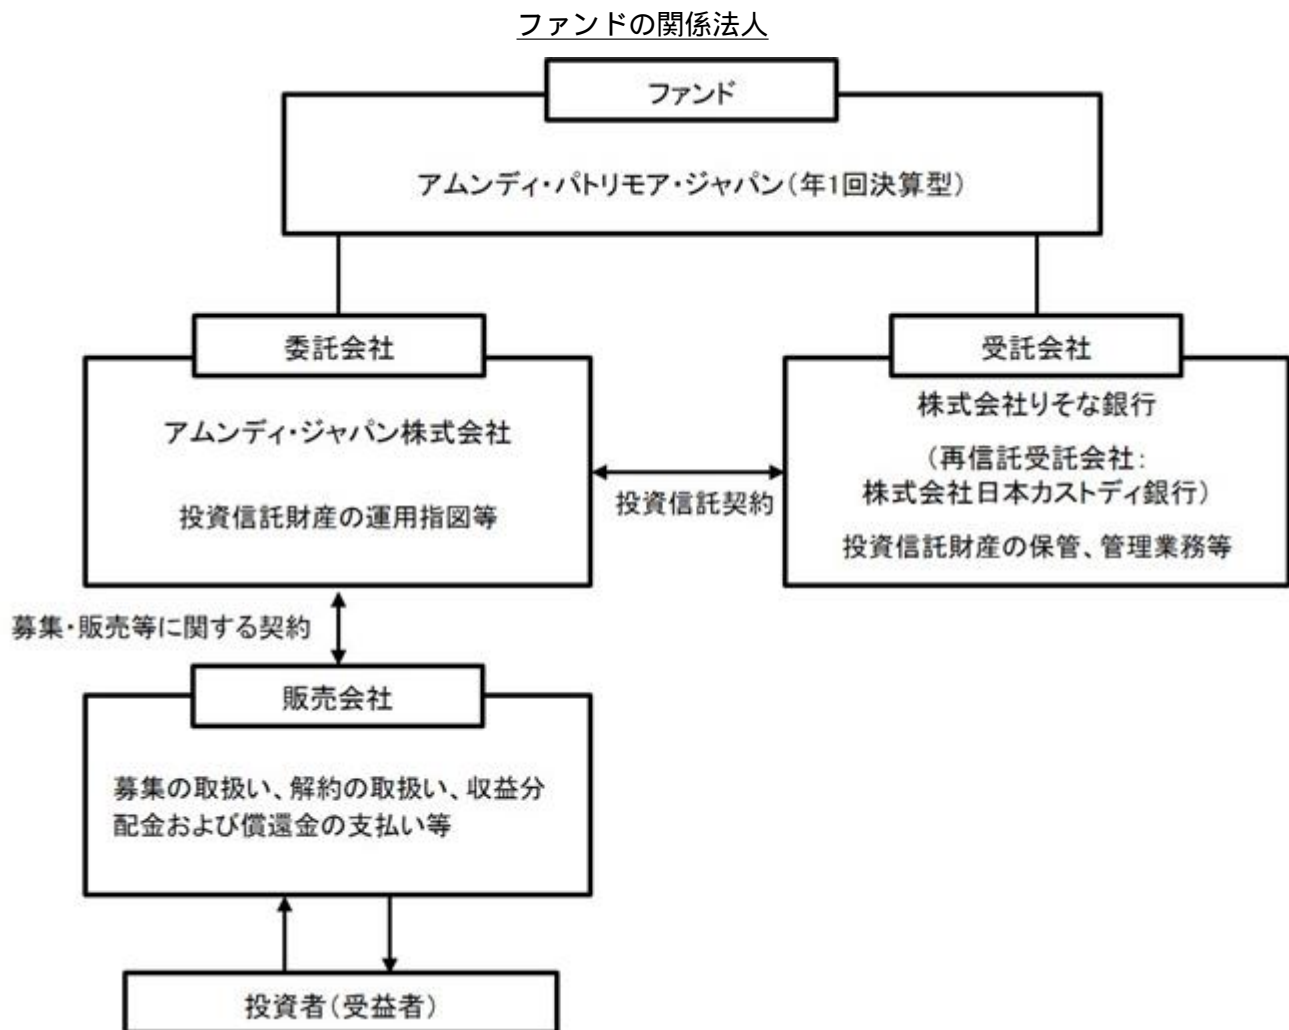 ファンドの関係法人
ファンド
アムンディ・パトリモア・ジャパン（年1回決算型）
委託会社
アムンディ・ジャパン株式会社
投資信託財産の運用指図等
投資信託契約
受託会社
株式会社りそな銀行
（再信託受託会社：
株式会社日本カストディ銀行）
投資信託財産の保管、管理業務等
募集・販売等に関する契約
販売会社
募集の取扱い、解約の取扱い、収益分
配金および償還金の支払い等
投資者（受益者）